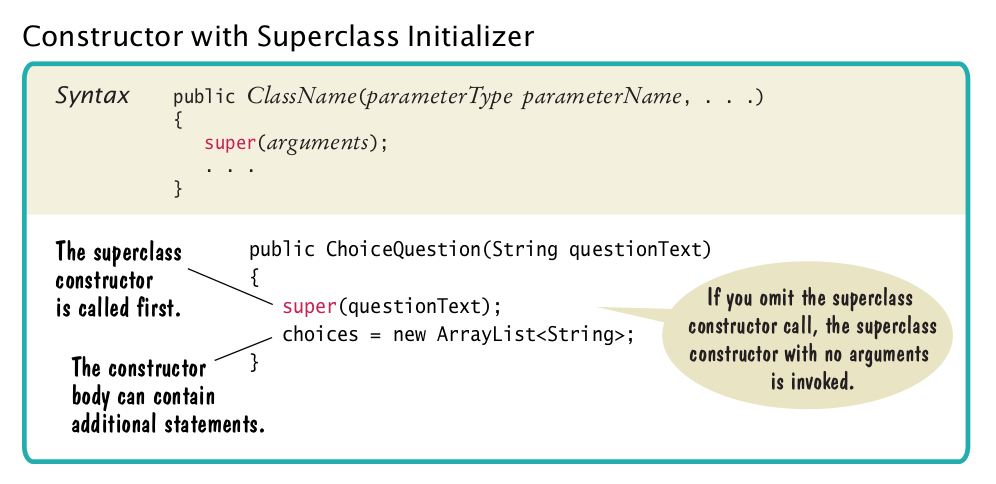 Constructor with Superclass Initializer
Syntax
public ClassName(parameterType parameterName, . . .)
{
super(arguments);
. . .
}
The superclass
constructor
is called first.
public ChoiceQuestion(String questionText)
{
super(questionText);
choices = new ArrayList<String>;
}
The constructor
body can contain
additional statements.
If you omit the superclass
constructor call, the superclass
constructor with no arguments
is invoked.